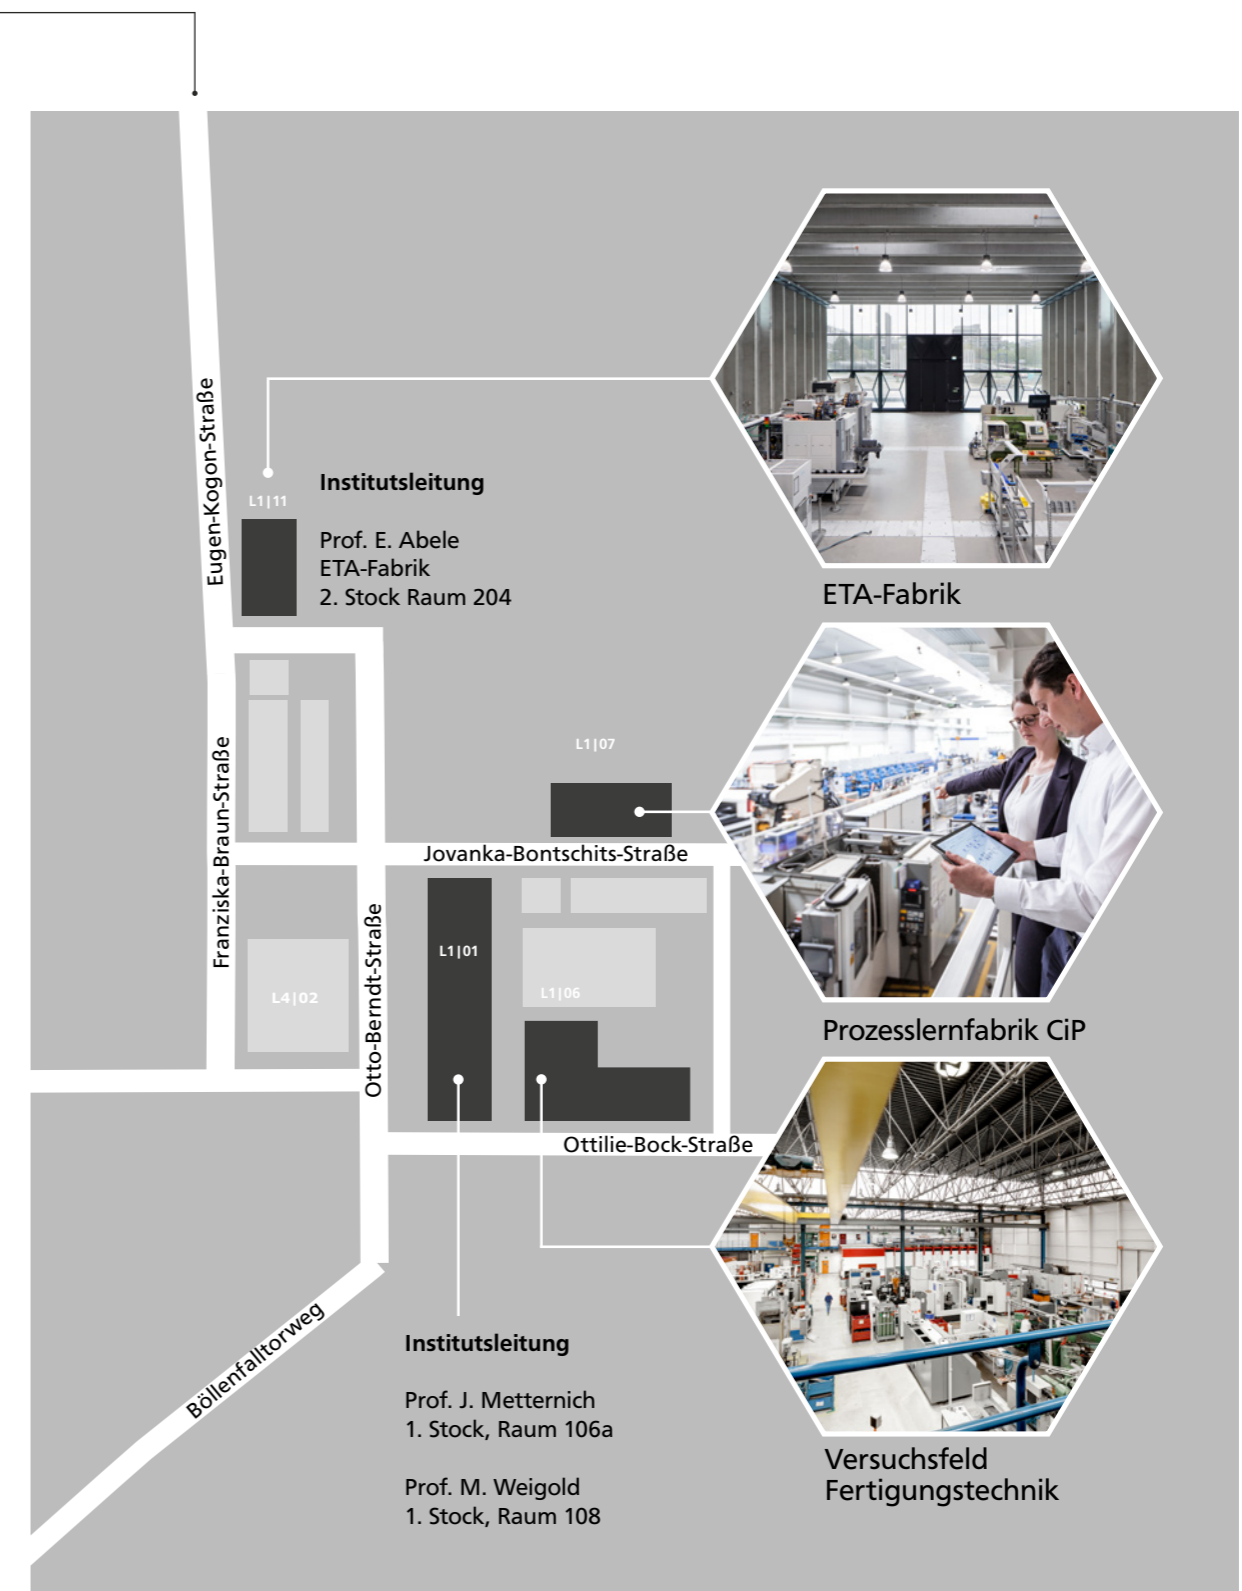 Eugen-Kogon-Straße
L1|11
Institutsleitung
Prof. E. Abele
ETA-Fabrik
2. Stock Raum 204
ETA-Fabrik
Franziska-Braun-Straße
L1|07
Jovanka-Bontschits-Straße
Otto-Berndt-Straße
L1|01
L4|02
L1|06
Prozesslernfabrik CiP
Ottilie-Bock-Straße
Böllenfalltorweg
Institutsleitung
Prof. J. Metternich
1. Stock, Raum 106a
Prof. M. Weigold
1. Stock, Raum 108
Versuchsfeld
Fertigungstechnik